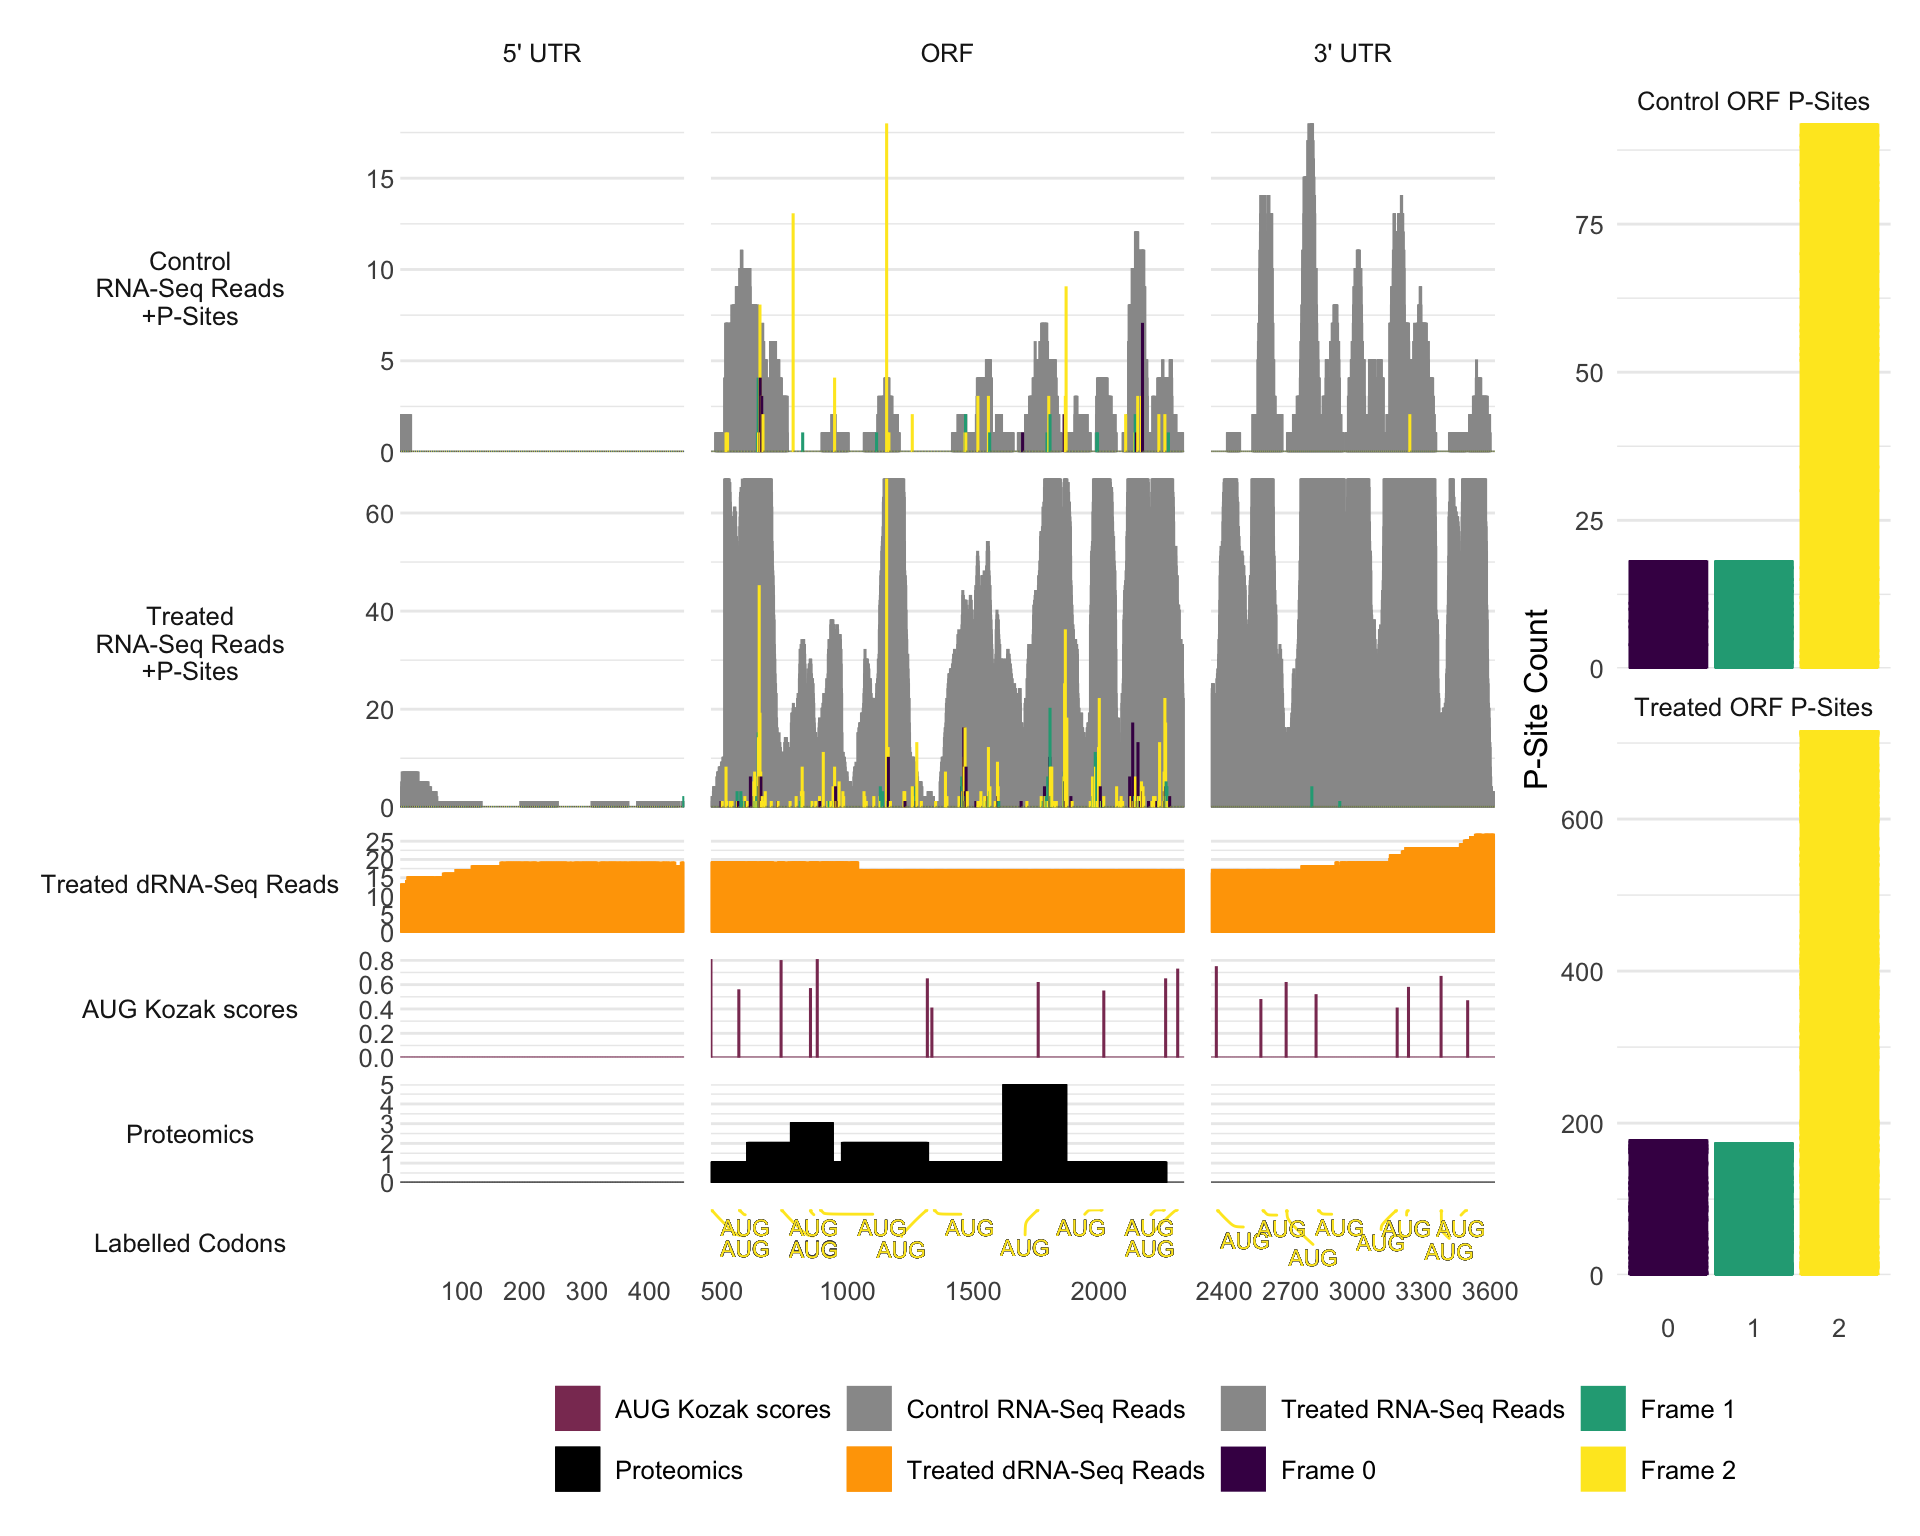 5' UTR
ORF
3' UTR
Control
RNA-Seq Reads
+P-Sites
15
10
5
0
Treated
RNA-Seq Reads
+P-Sites
60
40
20
0
Treated dRNA-Seq Reads
25
20
15
10
5
0
AUG Kozak scores
0.8
0.6
0.4
0.2
0.0
Proteomics
5
4
3
2
1
0
Labelled Codons
AUG AUG AUG AUG AUG AUG AUG AUG AUG AUG
AUG AUG AUG AUG AUG AUG AUG AUG AUG
100 200 300 400
500 1000 1500 2000
2400 2700 3000 3300 3600
P-Site Count
Control ORF P-Sites
75
50
25
0
Treated ORF P-Sites
600
400
200
0
0 1 2
AUG Kozak scores
Control RNA-Seq Reads
Treated RNA-Seq Reads
Frame 1
Proteomics
Treated dRNA-Seq Reads
Frame 0
Frame 2